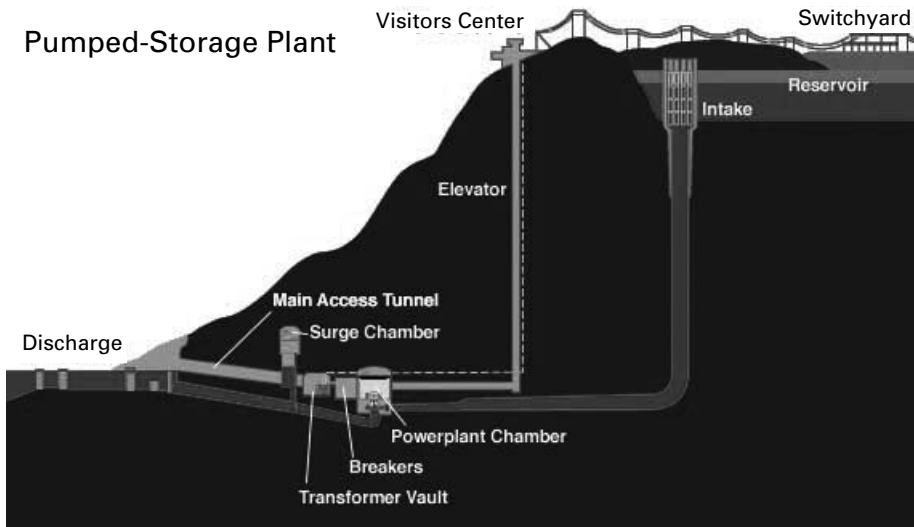 Visitors Center
Switchyard
Pumped-Storage Plant
Reservoir
Intake
Elevator
Main Access Tunnel
Surge Chamber
Discharge
Powerplant Chamber
Breakers
Transformer Vault